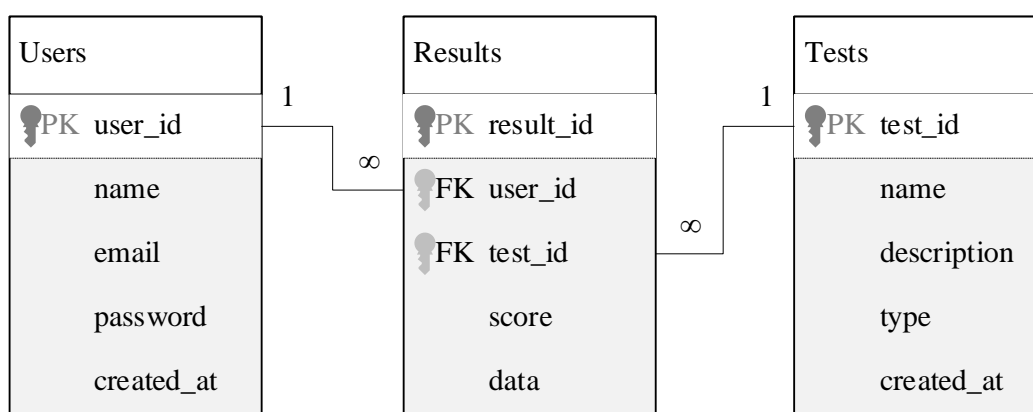 Users
1
PK user_id
name
email
password
created_at
∞
Results
PK result_id
FK user_id
FK test_id
score
data
∞
1
Tests
PK test_id
name
description
type
created_at